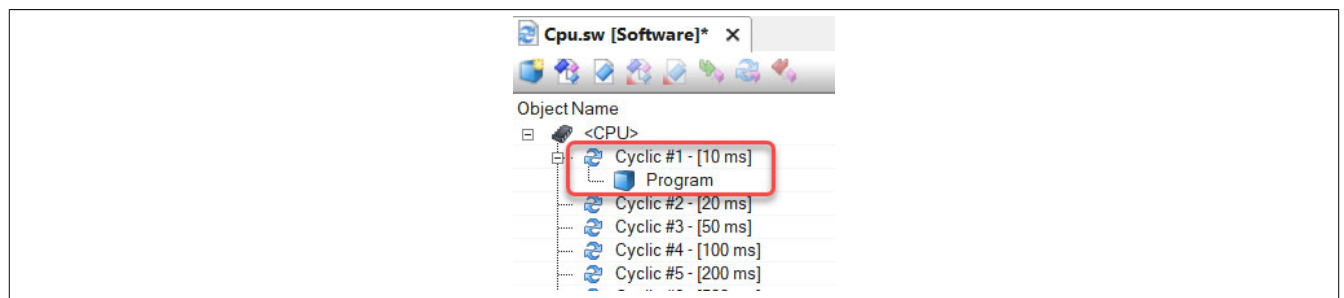 Cpu.sw [Software]*
Object Name
<CPU>
Cyclic #1 - [10 ms]
Program
Cyclic #2 - [20 ms]
Cyclic #3 - [50 ms]
Cyclic #4 - [100 ms]
Cyclic #5 - [200 ms]